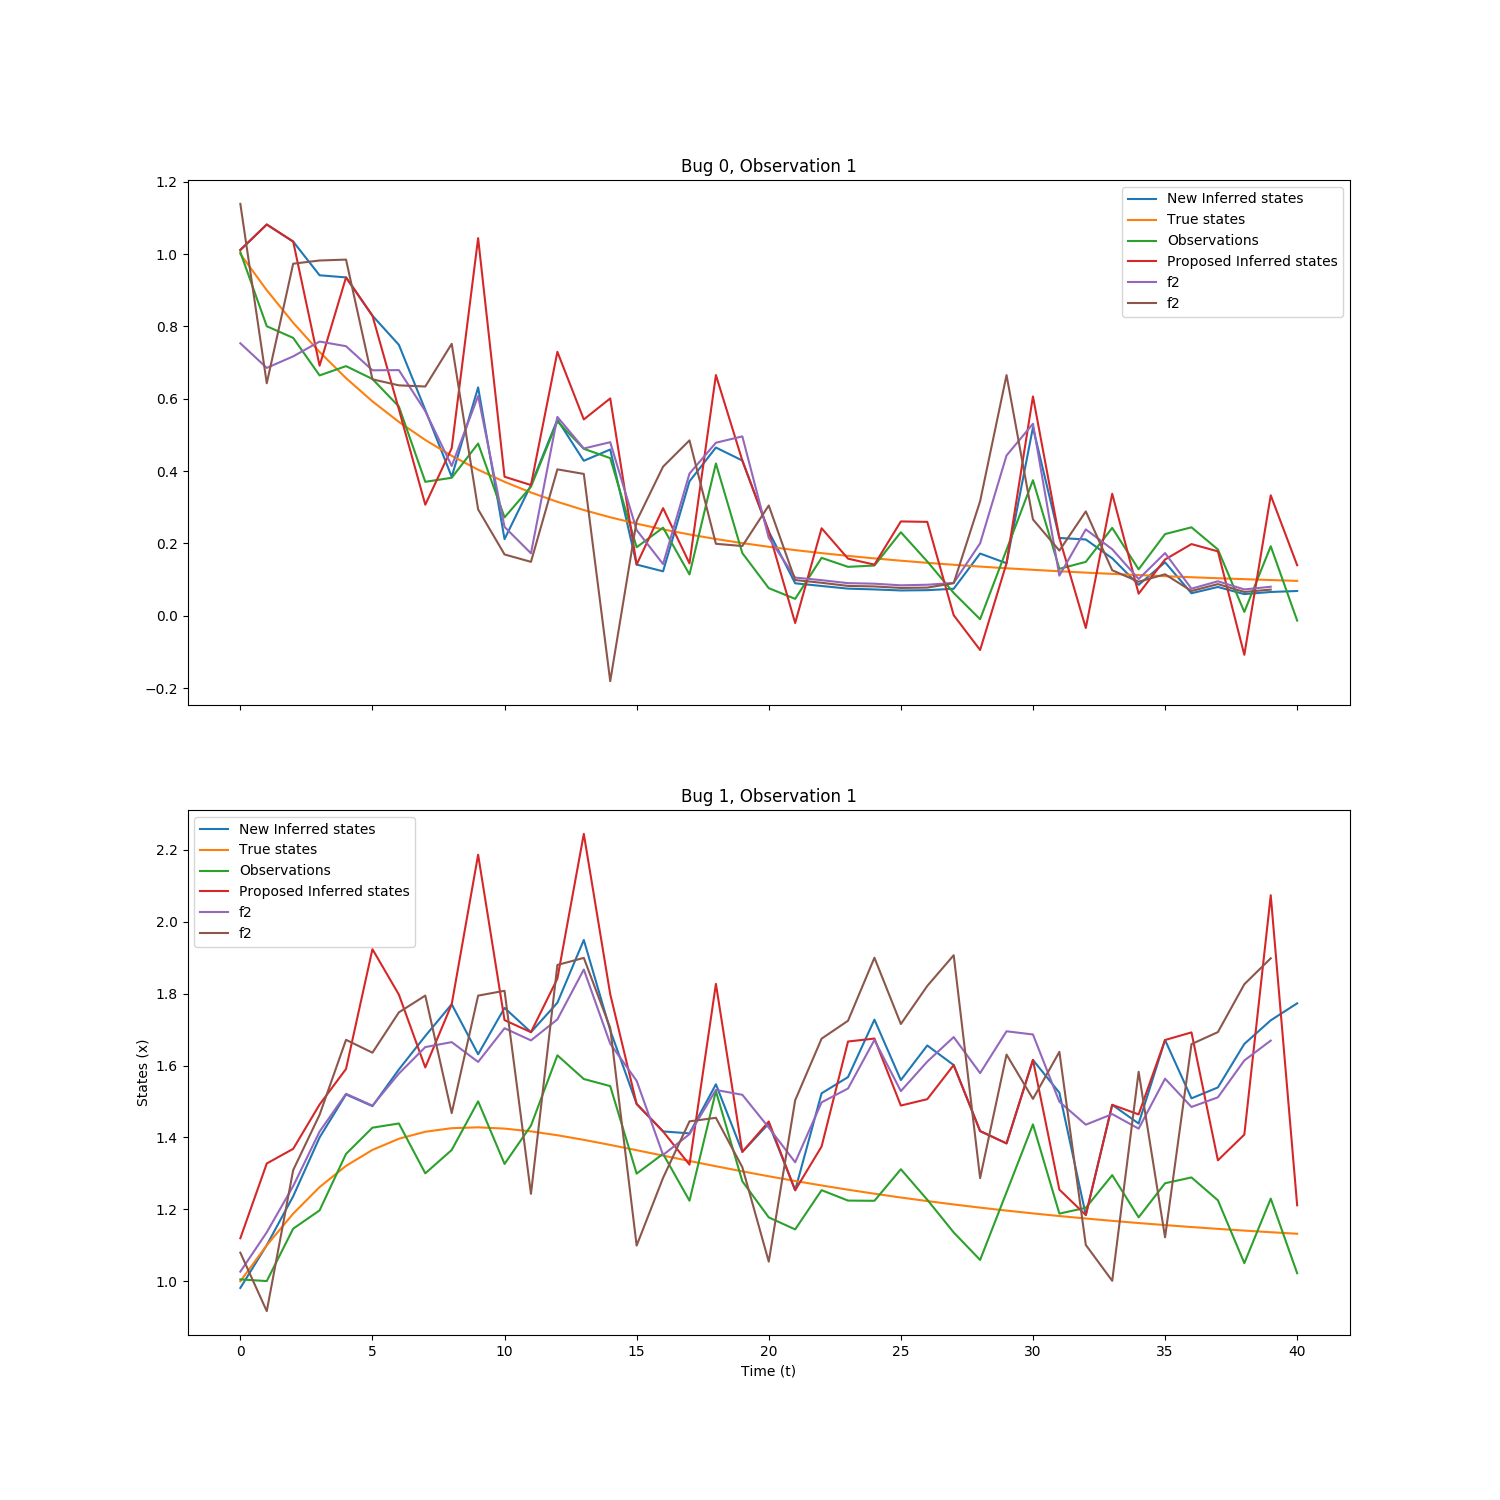 Bug 0, Observation 1
1.2
1.0
0.8
0.6
0.4
0.2
0.0
−0.2
New Inferred states
True states
Observations
Proposed Inferred states
f2
f2
Bug 1, Observation 1
States (x)
2.2
2.0
1.8
1.6
1.4
1.2
1.0
New Inferred states
True states
Observations
Proposed Inferred states
f2
f2
0 5 10 15 20 25 30 35 40
Time (t)